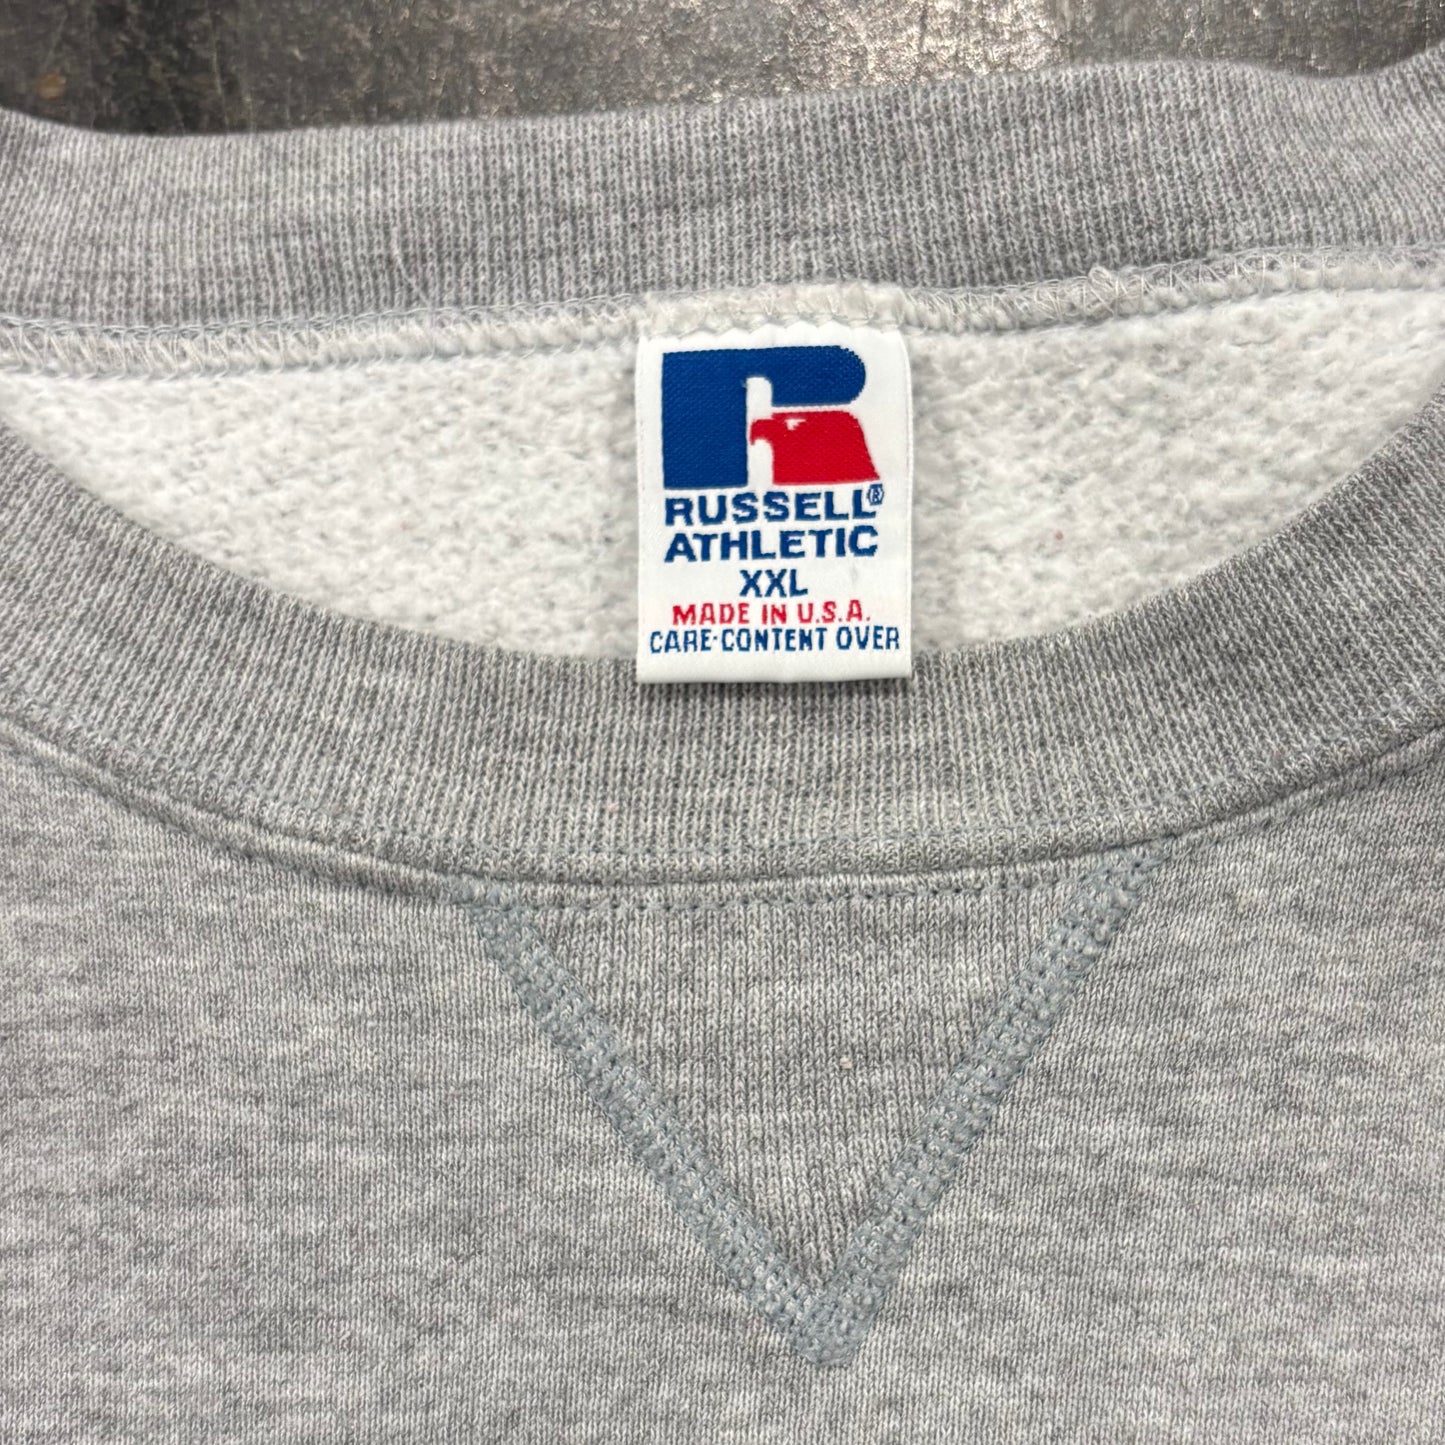 RUSSELL®
ATHLETIC
XXL
MADE IN U.S.A.
CARE-CONTENT OVER